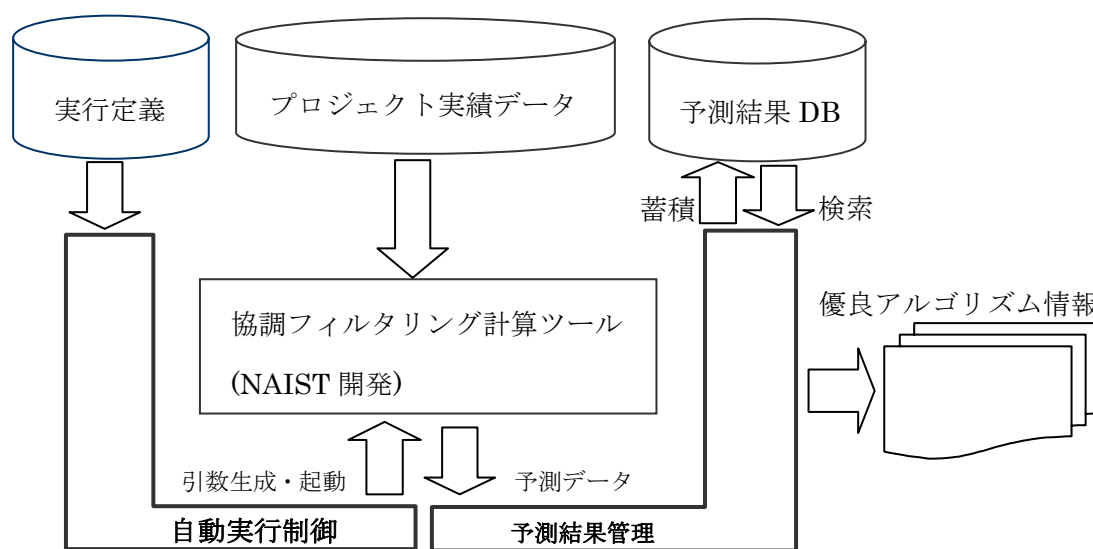 実行定義
プロジェクト実績データ
予測結果 DB
蓄積
検索
優良アルゴリズム情報
協調フィルタリング計算ツール
(NAIST 開発)
引数生成・起動
予測データ
自動実行制御
予測結果管理